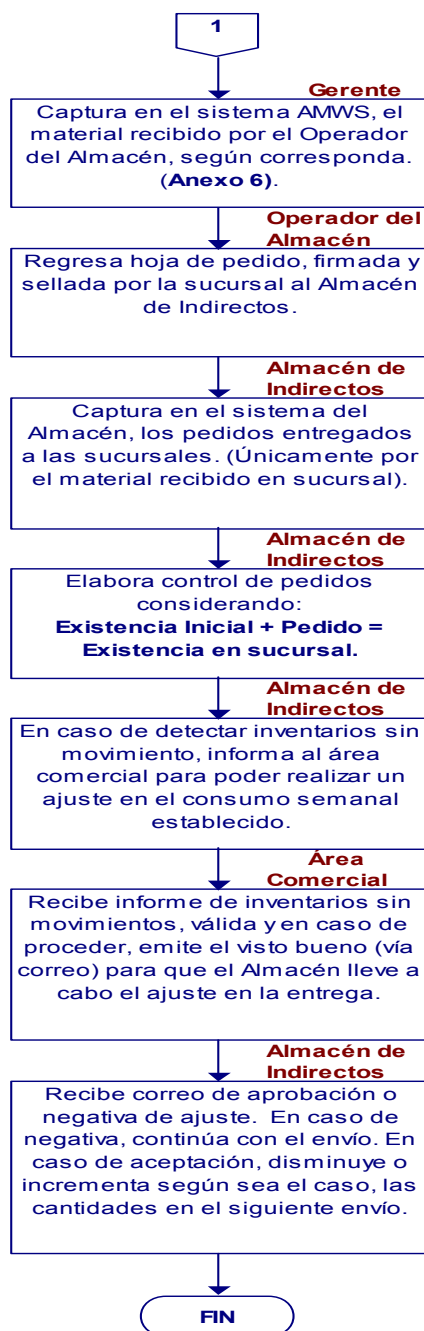 1
Gerente
Captura en el sistema AMWS, el
material recibido por el Operador
del Almacén, según corresponda.
(Anexo 6).
Operador del
Almacén
Regresa hoja de pedido, firmada y
sellada por la sucursal al Almacén
de Indirectos.
Almacén de
Indirectos
Captura en el sistema del
Almacén, los pedidos entregados
a las sucursales. (Únicamente por
el material recibido en sucursal).
Almacén de
Indirectos
Elabora control de pedidos
considerando:
Existencia Inicial + Pedido =
Existencia en sucursal.
Almacén de
Indirectos
En caso de detectar inventarios sin
movimiento, informa al área
comercial para poder realizar un
ajuste en el consumo semanal
establecido.
Área
Comercial
Recibe informe de inventarios sin
movimientos, válida y en caso de
proceder, emite el visto bueno (vía
correo) para que el Almacén lleve a
cabo el ajuste en la entrega.
Almacén de
Indirectos
Recibe correo de aprobación o
negativa de ajuste. En caso de
negativa, continúa con el envío. En
caso de aceptación, disminuye o
incrementa según sea el caso, las
cantidades en el siguiente envío.
FIN